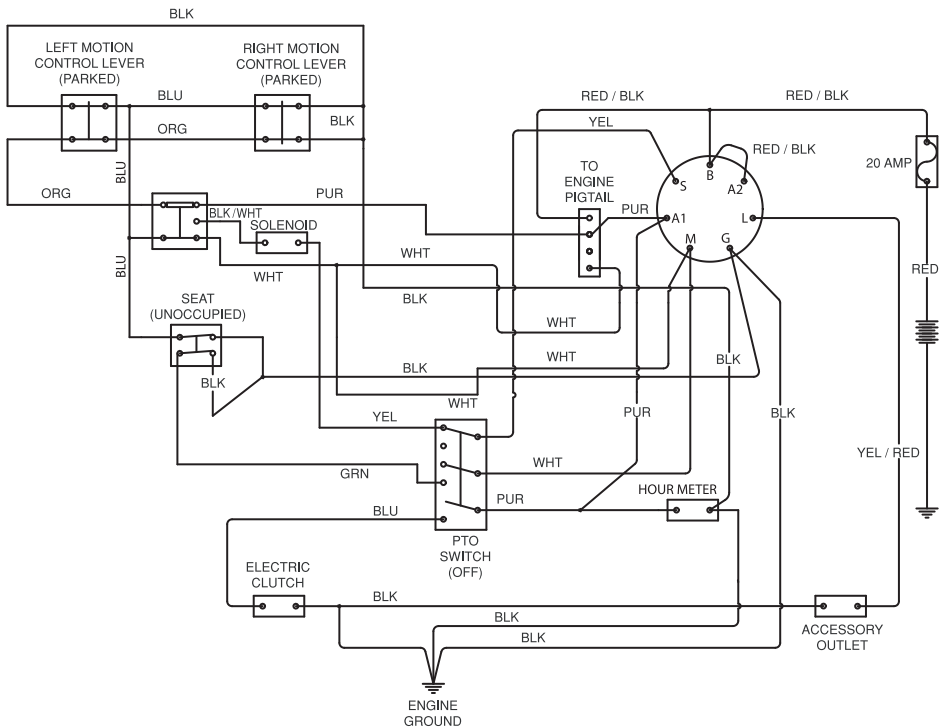 BLK
LEFT MOTION
CONTROL LEVER
(PARKED)
RIGHT MOTION
CONTROL LEVER
(PARKED)
BLU
BLK
ORG
BLU
RED / BLK
RED / BLK
YEL
B
RED / BLK
20 AMP
TO
ENGINE
PIGTAIL
S
A2
ORG
PUR
PUR
A1
L
BLK/WHT
SOLENOID
M
G
WHT
WHT
BLU
RED
BLK
SEAT
(UNOCCUPIED)
WHT
WHT
BLK
BLK
BLK
WHT
YEL
PUR
BLK
YEL / RED
GRN
WHT
HOUR METER
PUR
BLU
PTO
SWITCH
(OFF)
ELECTRIC
CLUTCH
BLK
BLK
BLK
ACCESSORY
OUTLET
ENGINE
GROUND